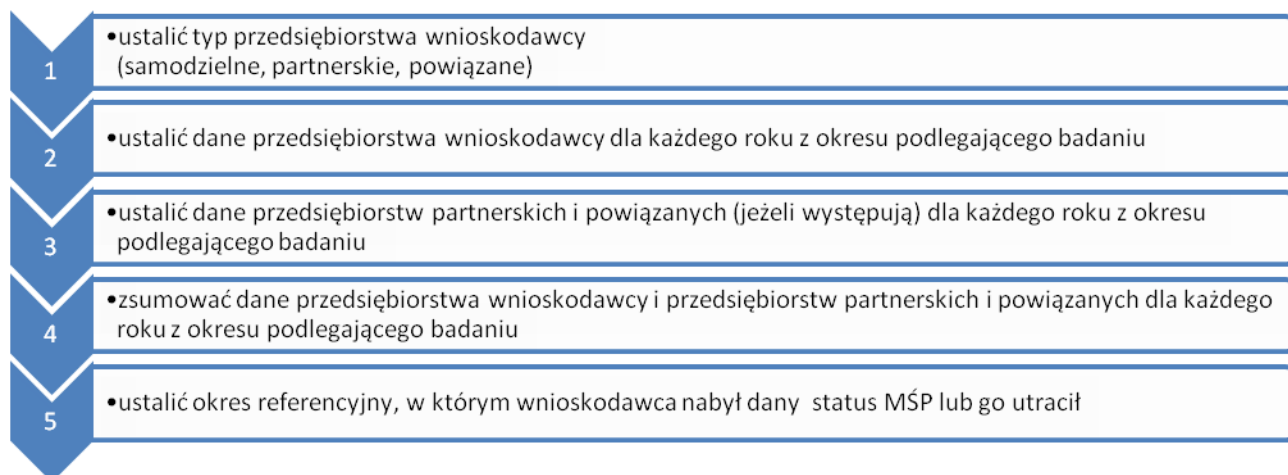 1
•ustalić typ przedsiębiorstwa wnioskodawcy
(samodzielne, partnerskie, powiązane)
2
•ustalić dane przedsiębiorstwa wnioskodawcy dla każdego roku z okresu podlegającego badaniu
3
•ustalić dane przedsiębiorstw partnerskich i powiązanych (jeżeli występują) dla każdego roku z okresu
podlegającego badaniu
4
•zsumować dane przedsiębiorstwa wnioskodawcy i przedsiębiorstw partnerskich i powiązanych dla każdego
roku z okresu podlegającego badaniu
5
•ustalić okres referencyjny, w którym wnioskodawca nabył dany status MŚP lub go utracił